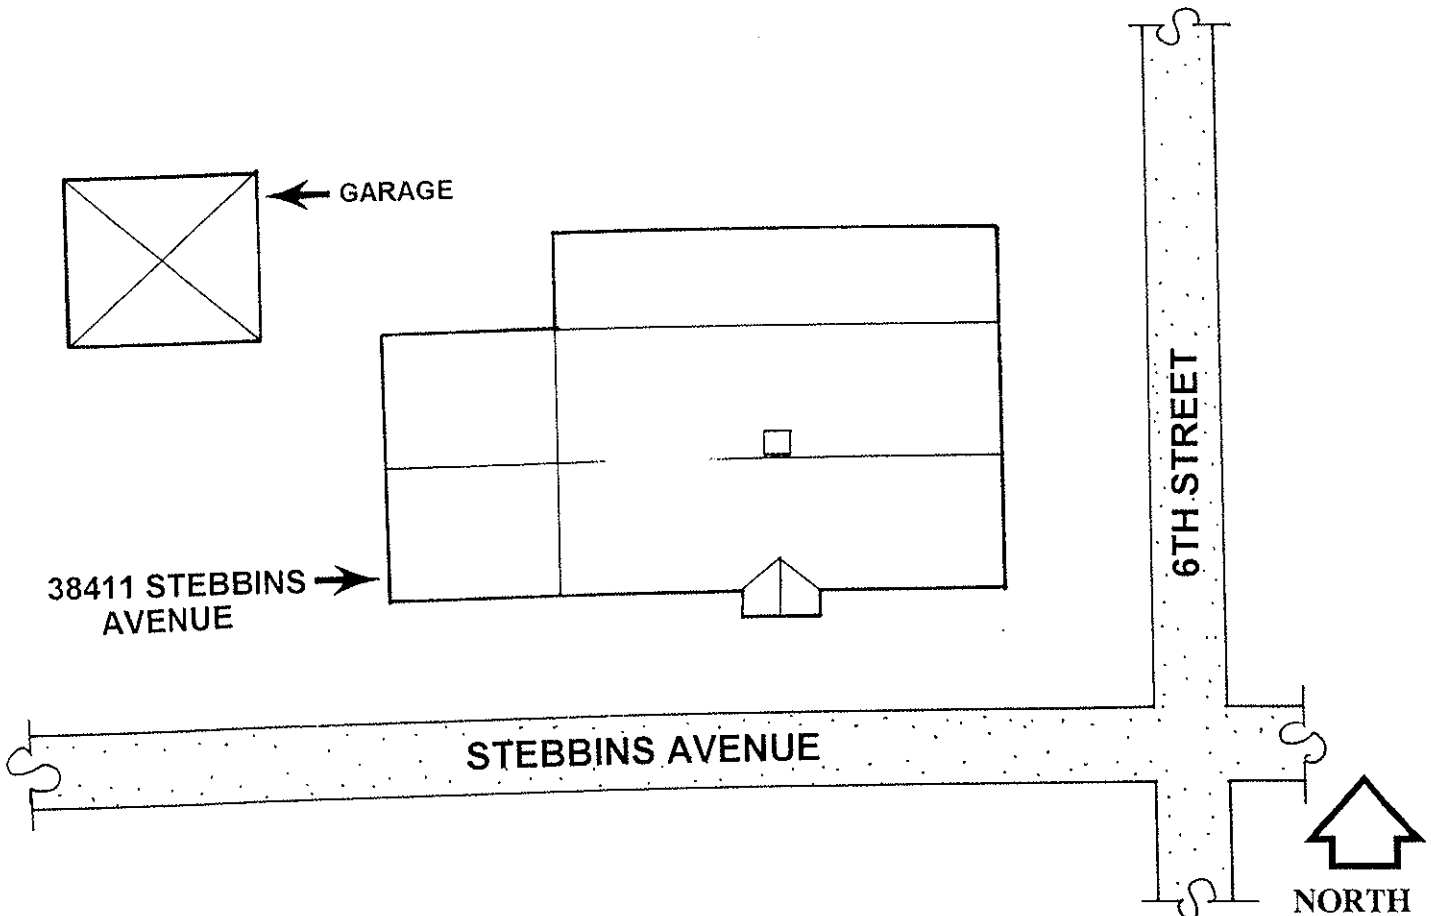 GARAGE
6TH STREET
38411 STEBBINS
AVENUE
STEBBINS AVENUE
NORTH